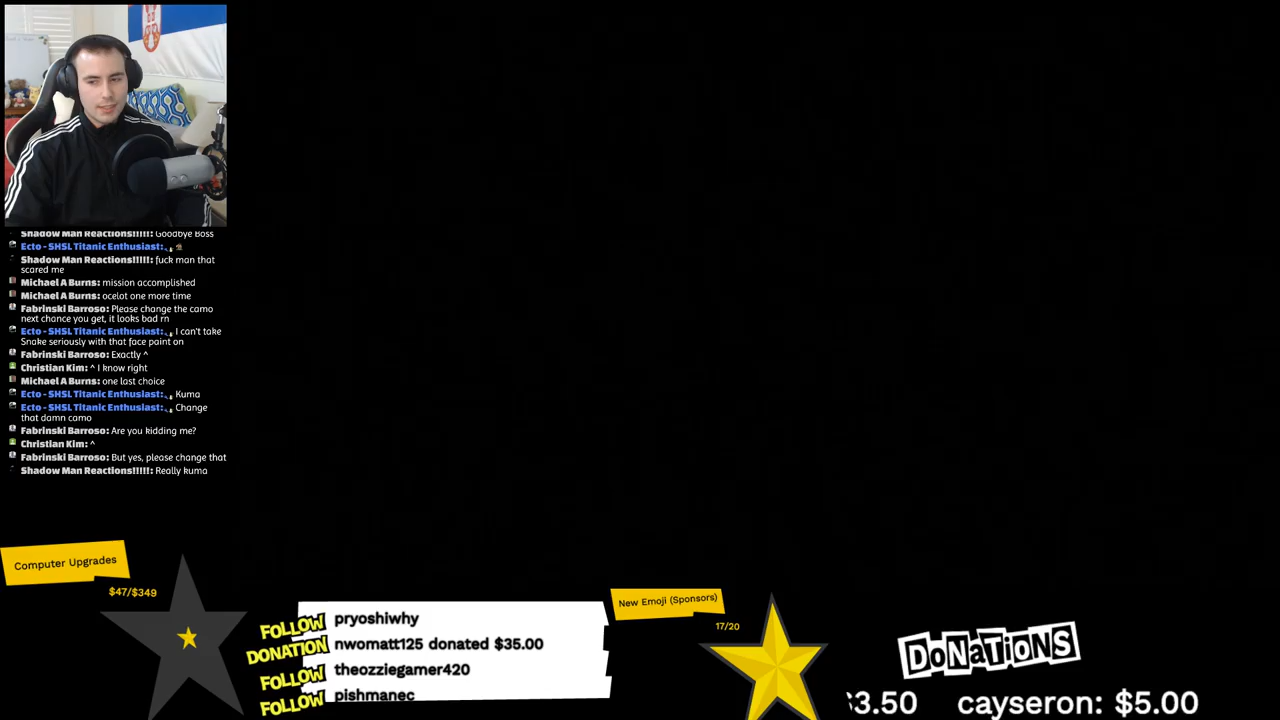 Shadow Man Reactions!!!!!: Goodbye Boss
Ecto - SHSL Titanic Enthusiast:
Shadow Man Reactions!!!!!: fuck man that
scared me
Michael A Burns: mission accomplished
Michael A Burns: ocelot one more time
Fabrinski Barroso: Please change the camo
next chance you get, it looks bad rn
Ecto - SHSL Titanic Enthusiast: I can't take
Snake seriously with that face paint on
Fabrinski Barroso: Exactly ^
Christian Kim: ^ I know right
Michael A Burns: one last choice
Ecto - SHSL Titanic Enthusiast: Kuma
Ecto - SHSL Titanic Enthusiast: Change
that damn camo
Fabrinski Barroso: Are you kidding me?
Christian Kim: ^
Fabrinski Barroso: But yes, please change that
Shadow Man Reactions!!!!!: Really kuma
Computer Upgrades
$47/$349
FOLLOW pryoshiwhy
DONATION nwomatt125 donated $35.00
FOLLOW theozziegamer420
FOLLOW pishmanec
New Emoji (Sponsors)
17/20
DONATIONS
$3.50 cayseron: $5.00